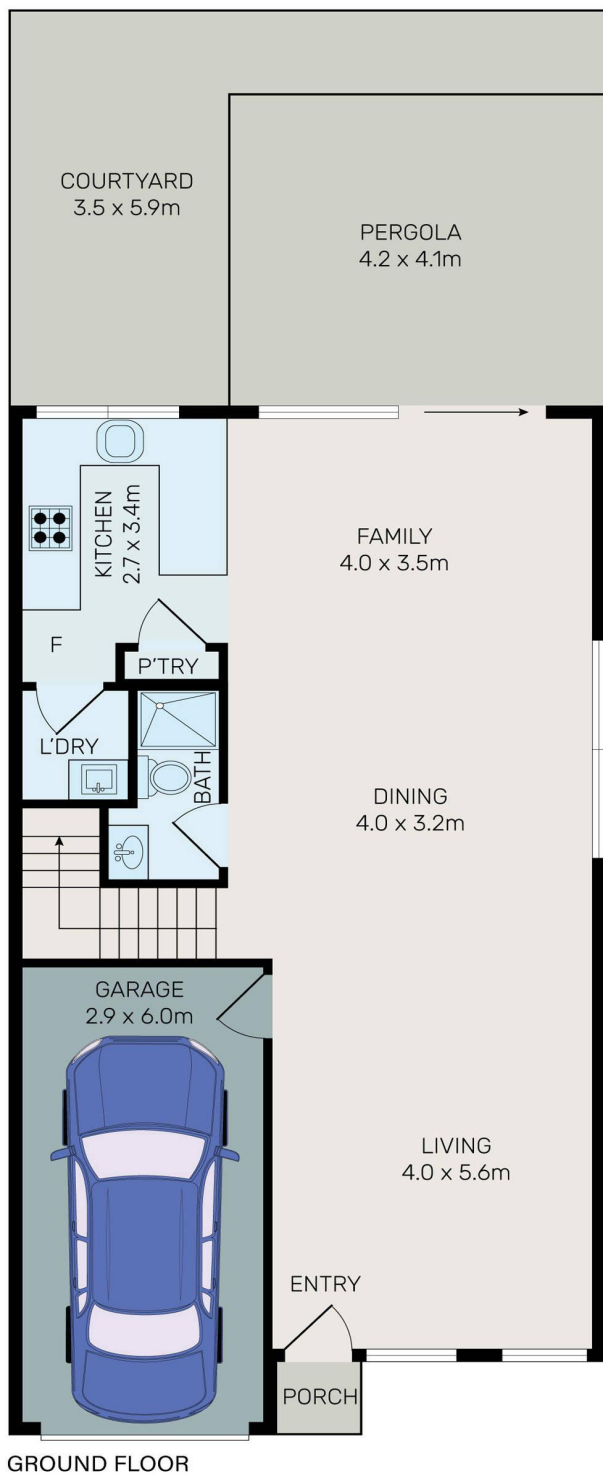 COURTYARD
3.5 x 5.9m
PERGOLA
4.2 x 4.1m
KITCHEN
2.7 x 3.4m
FAMILY
4.0 x 3.5m
F
P'TRY
L'DRY
BATH
DINING
4.0 x 3.2m
GARAGE
2.9 x 6.0m
LIVING
4.0 x 5.6m
ENTRY
PORCH
GROUND FLOOR